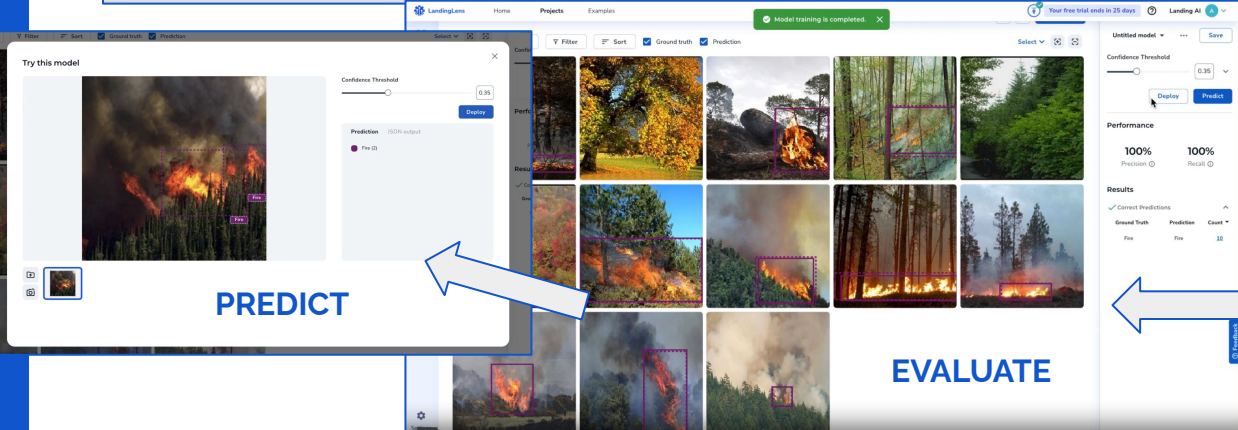 LandingLens
Home
Projects
Examples
Model training is completed.
Your free trial ends in 25 days
Landing AI
A
Filter
Sort
Ground truth
Prediction
Select
Try this model
Confidence Threshold
0.35
Deploy
Prediction
JSON output
Fire (2)
Fire
Fire
PREDICT
Filter
Sort
Ground truth
Prediction
Select
EVALUATE
Untitled model
Save
Confidence Threshold
0.35
Deploy
Predict
Performance
100%
100%
Precision
Recall
Results
Correct Predictions
Ground Truth
Prediction
Count
Fire
Fire
10
Feedback